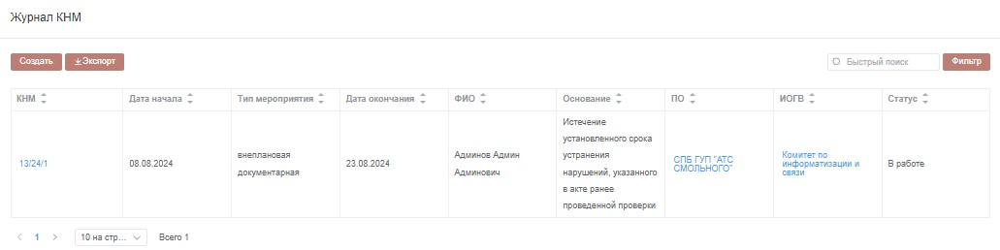 Журнал КНМ
Создать
Экспорт
Быстрый поиск
Фильтр
КНМ
Дата начала
Тип мероприятия
Дата окончания
ФИО
Основание
ПО
ИОГВ
Статус
13/24/1
08.08.2024
внеплановая
документарная
23.08.2024
Админов Админ
Админович
Истечение
установленного срока
устранения
нарушений, указанного
в акте ранее
проведенной проверки
СПБ ГУП "АТС
СМОЛЬНОГО"
Комитет по
информатизации и
связи
В работе
1
10 на стр...
Всего 1